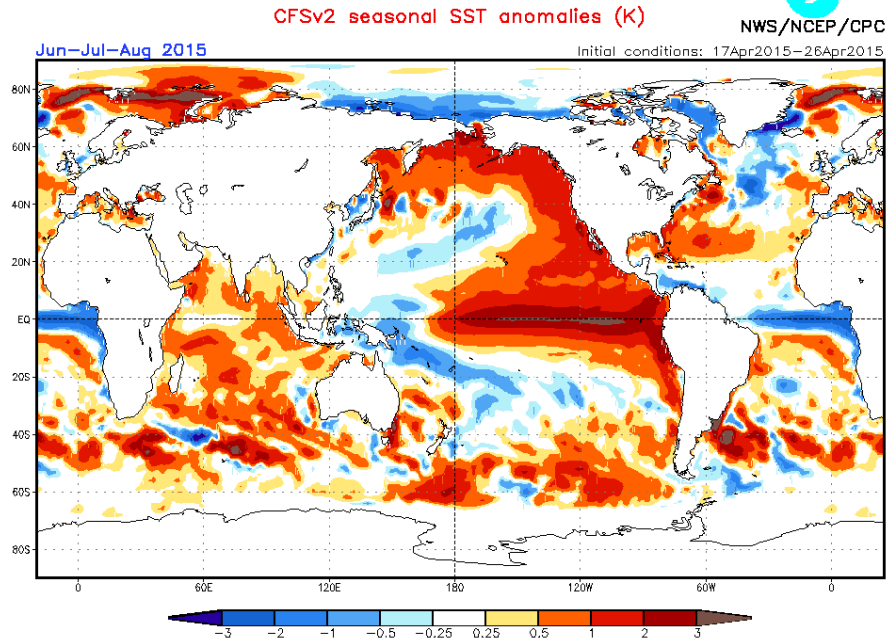 CFSv2 seasonal SST anomalies (K)
NWS/NCEP/CPC
Jun-Jul-Aug 2015
Initial conditions: 17Apr2015-26Apr2015
80N
60N
40N
20N
EQ
20S
40S
60S
80S
0 60E 120E 180 120W 60W 0
-3 -2 -1 -0.5 -0.25 0.25 0.5 1 2 3